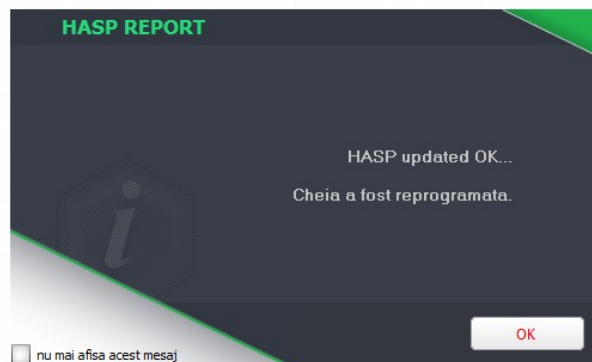 HASP REPORT
HASP updated OK...
Cheia a fost reprogramata.
OK
nu mai afisa acest mesaj